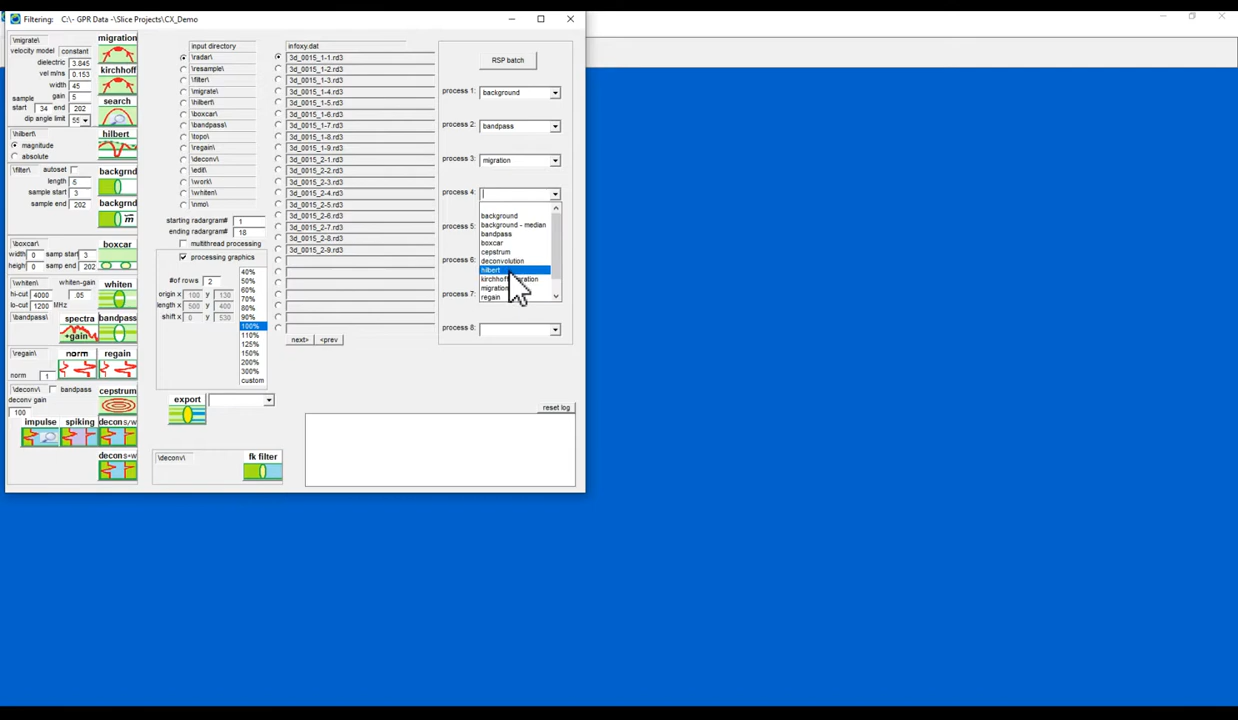 Filtering: C:\- GPR Data -\Slice Projects\CX_Demo
\migrate\
migration
velocity model constant
dielectric 3.845
vel m/ns 0.153
kirchhoff
width 45
gain 5
sample
start 34 end 202
search
dip angle limit 55
\hilbert\
hilbert
magnitude
absolute
\filter\ autoset
backgrnd
length 5
sample start 3
sample end 202
backgrnd
m
\boxcar\
boxcar
width 0 samp start 3
heigh 0 samp end 202
\whiten\ whiten-gain
whiten
hi-cut 4000 .05
lo-cut 1200 MHz
\bandpass\
spectra
bandpass
+gain
\regain\
norm
regain
norm 1
\deconv\ bandpass
cepstrum
deconv gain
100
impulse
spiking
decon s/w
decon s+w
input directory
\radar\
\resample\
\filter\
\migrate\
\hilbert\
\boxcar\
\bandpass\
\topo\
\regain\
\deconv\
\edit\
\work\
\whiten\
\nmo\
starting radargram# 1
ending radargram# 18
multithread processing
processing graphics
#of rows 2
origin x 100 y 130
length x 500 y 400
shift x 0 y 530
40%
50%
60%
70%
80%
90%
100%
110%
125%
150%
200%
300%
custom
export
\deconv\
fk filter
infoxy.dat
3d_0015_1-1.rd3
3d_0015_1-2.rd3
3d_0015_1-3.rd3
3d_0015_1-4.rd3
3d_0015_1-5.rd3
3d_0015_1-6.rd3
3d_0015_1-7.rd3
3d_0015_1-8.rd3
3d_0015_1-9.rd3
3d_0015_2-1.rd3
3d_0015_2-2.rd3
3d_0015_2-3.rd3
3d_0015_2-4.rd3
3d_0015_2-5.rd3
3d_0015_2-6.rd3
3d_0015_2-7.rd3
3d_0015_2-8.rd3
3d_0015_2-9.rd3
next> <prev
reset log
RSP batch
process 1: background
process 2: bandpass
process 3: migration
process 4:
background
background - median
bandpass
boxcar
cepstrum
deconvolution
hilbert
kirchhoff
migration
regain
process 5:
process 6:
process 7:
process 8: